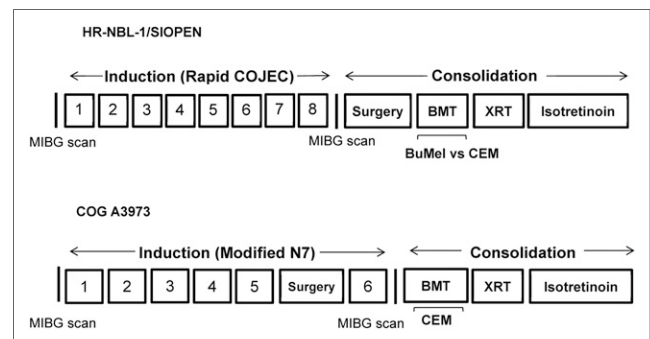 HR-NBL-1/SIOPEN
Induction (Rapid COJEC) Consolidation
1 2 3 4 5 6 7 8 Surgery BMT XRT Isotretinoin
MIBG scan MIBG scan
BuMel vs CEM
COG A3973
Induction (Modified N7) Consolidation
1 2 3 4 5 Surgery 6 BMT XRT Isotretinoin
MIBG scan MIBG scan CEM